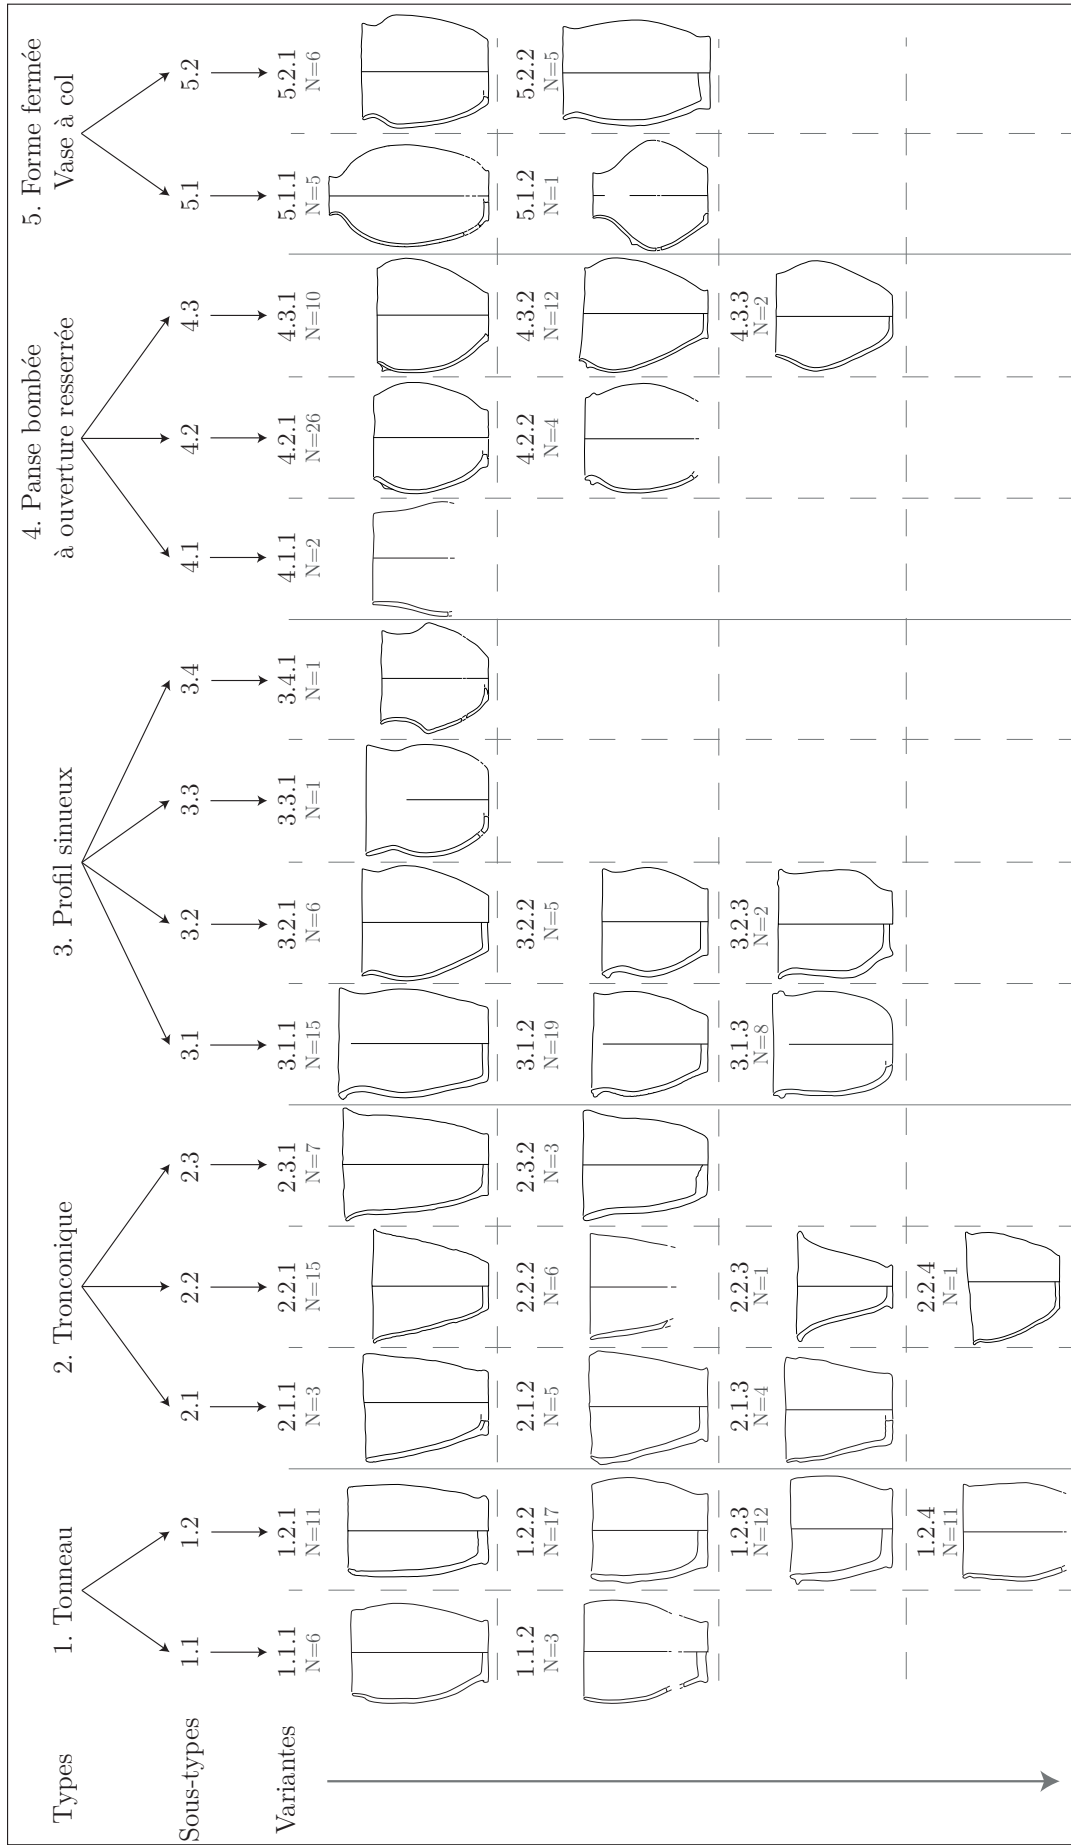 Types
1. Tonneau
2. Tronconique
3. Profil sinueux
4. Panse bombée
à ouverture resserrée
5. Forme fermée
Vase à col
Sous-types
1.1
1.2
2.1
2.2
2.3
3.1
3.2
3.3
3.4
4.1
4.2
4.3
5.1
5.2
Variantes
1.1.1
N=6
1.2.1
N=11
2.1.1
N=3
2.2.1
N=15
2.3.1
N=7
3.1.1
N=15
3.2.1
N=6
3.3.1
N=1
3.4.1
N=1
4.1.1
N=2
4.2.1
N=26
4.3.1
N=10
5.1.1
N=5
5.2.1
N=6
1.1.2
N=3
1.2.2
N=17
2.1.2
N=5
2.2.2
N=6
2.3.2
N=3
3.1.2
N=19
3.2.2
N=5
4.2.2
N=4
4.3.2
N=12
5.1.2
N=1
5.2.2
N=5
1.2.3
N=12
2.1.3
N=4
2.2.3
N=1
3.1.3
N=8
3.2.3
N=2
4.3.3
N=2
1.2.4
N=11
2.2.4
N=1